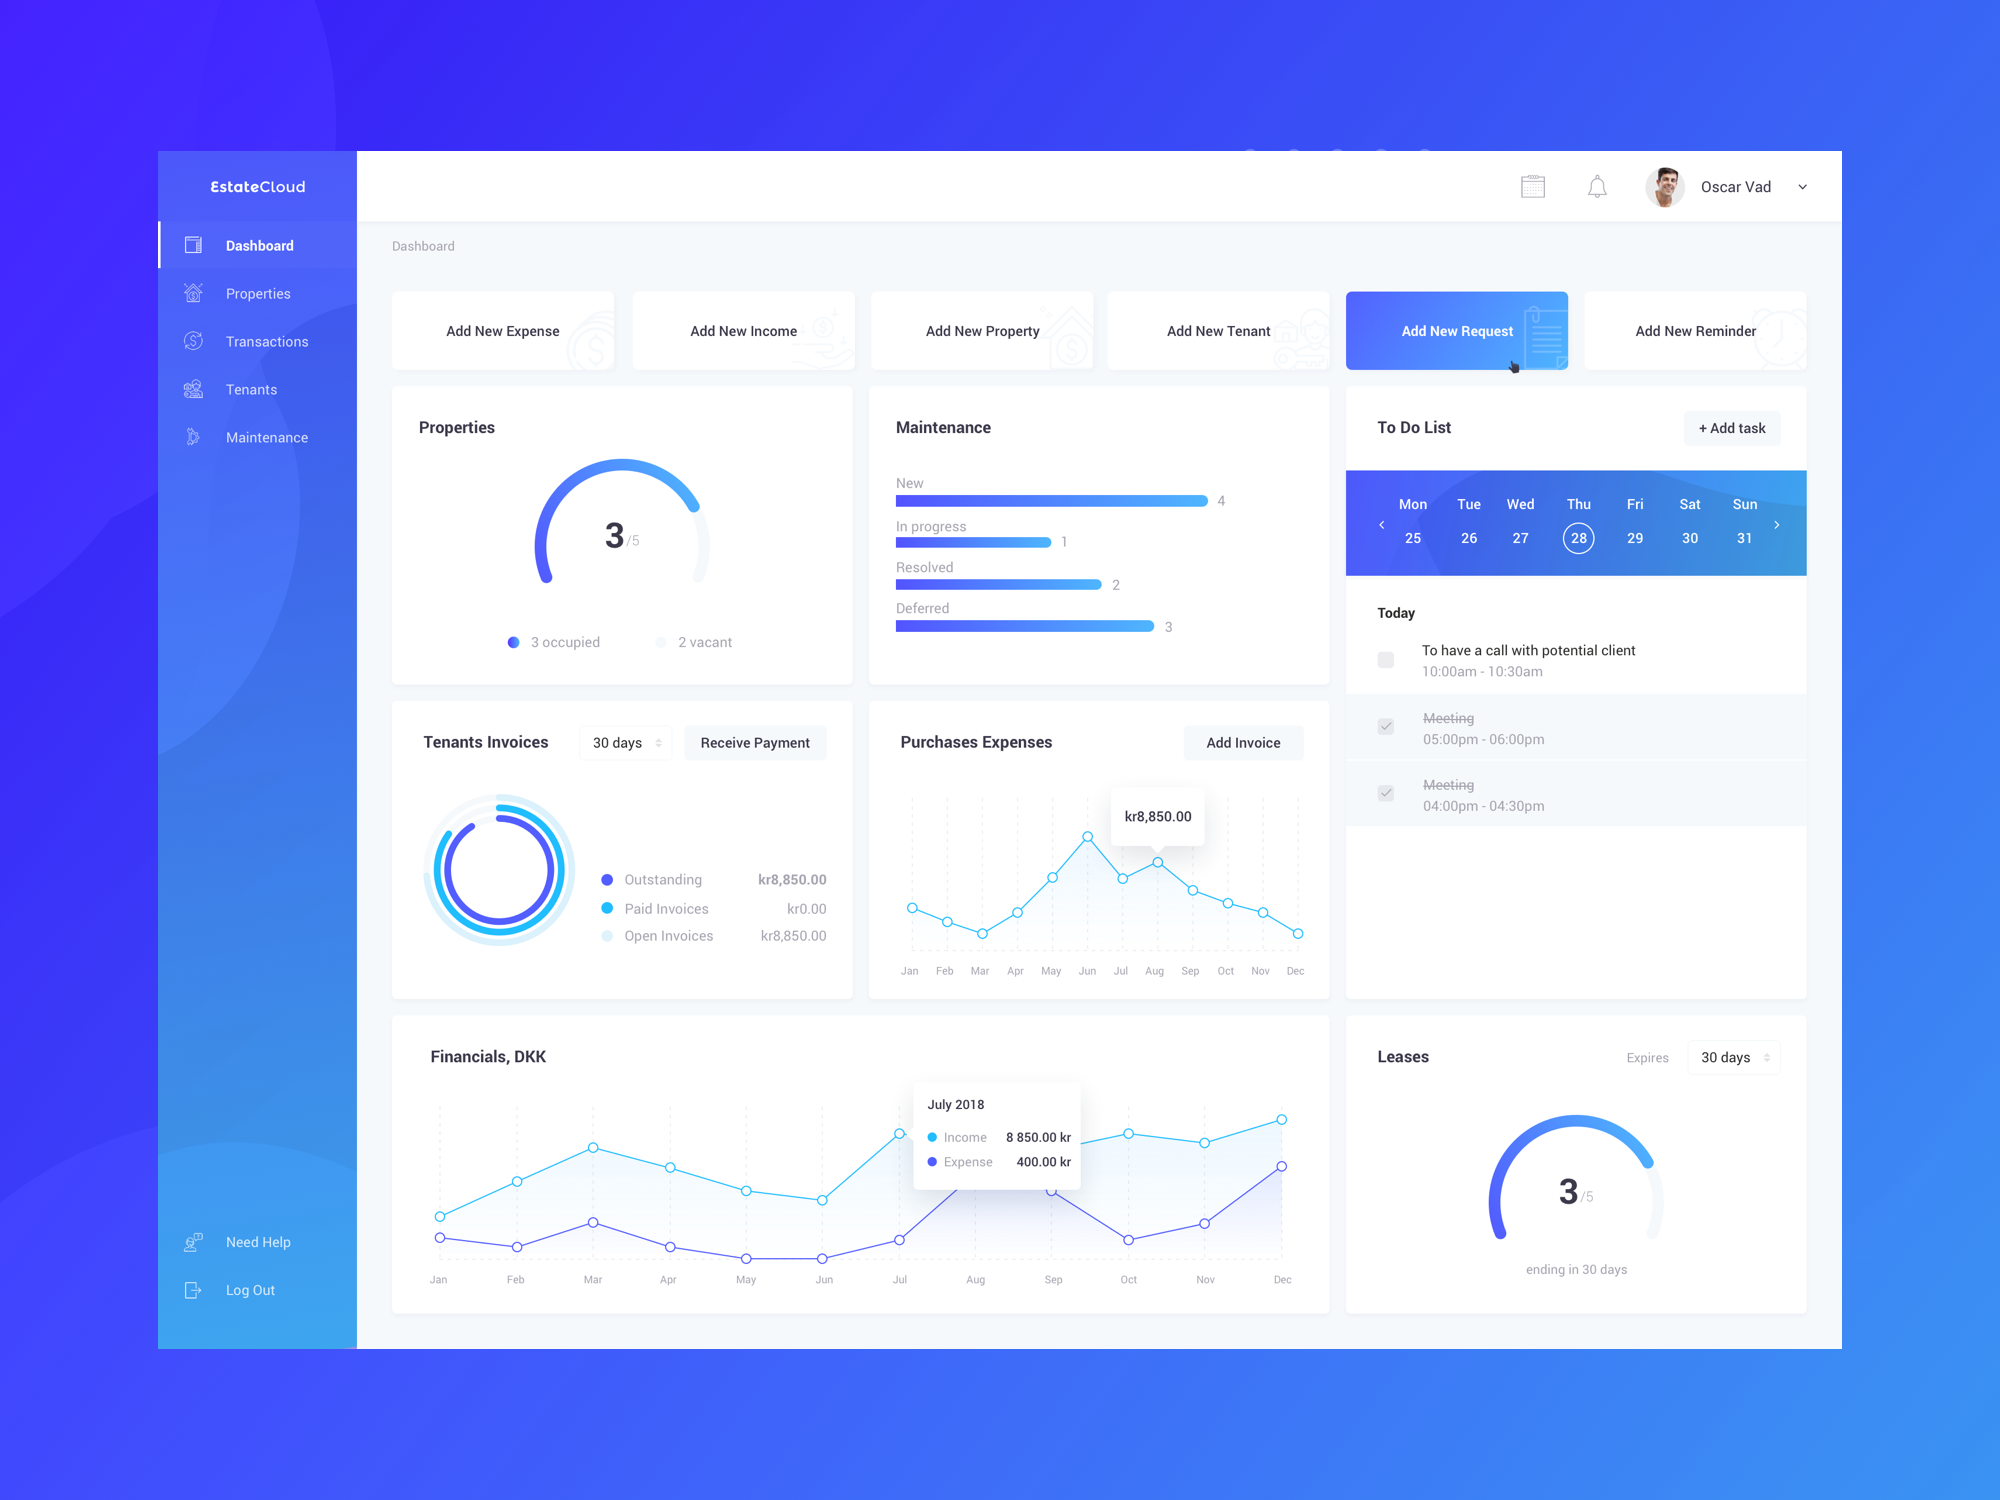 EstateCloud
Oscar Vad
Dashboard
Properties
Transactions
Tenants
Maintenance
Need Help
Log Out
Dashboard
Add New Expense
Add New Income
Add New Property
Add New Tenant
Add New Request
Add New Reminder
Properties
3/5
3 occupied
2 vacant
Maintenance
New
4
In progress
1
Resolved
2
Deferred
3
To Do List
+ Add task
Mon Tue Wed Thu Fri Sat Sun
25 26 27 28 29 30 31
Today
To have a call with potential client
10:00am - 10:30am
Meeting
05:00pm - 06:00pm
Meeting
04:00pm - 04:30pm
Tenants Invoices
30 days
Receive Payment
Outstanding kr8,850.00
Paid Invoices kr0.00
Open Invoices kr8,850.00
Purchases Expenses
Add Invoice
kr8,850.00
Jan Feb Mar Apr May Jun Jul Aug Sep Oct Nov Dec
Financials, DKK
July 2018
Income 8 850.00 kr
Expense 400.00 kr
Jan Feb Mar Apr May Jun Jul Aug Sep Oct Nov Dec
Leases
Expires
30 days
3/5
ending in 30 days